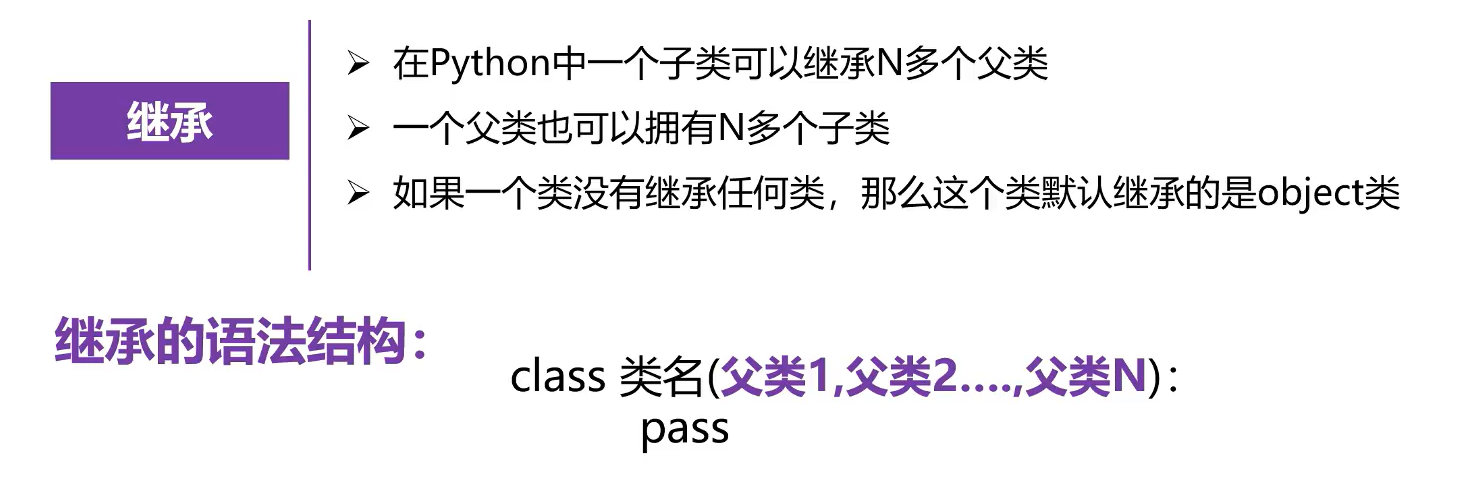 继承
➢ 在Python中一个子类可以继承N多个父类
➢ 一个父类也可以拥有N多个子类
➢ 如果一个类没有继承任何类，那么这个类默认继承的是object类
继承的语法结构：
class 类名(父类1,父类2….,父类N)：
pass